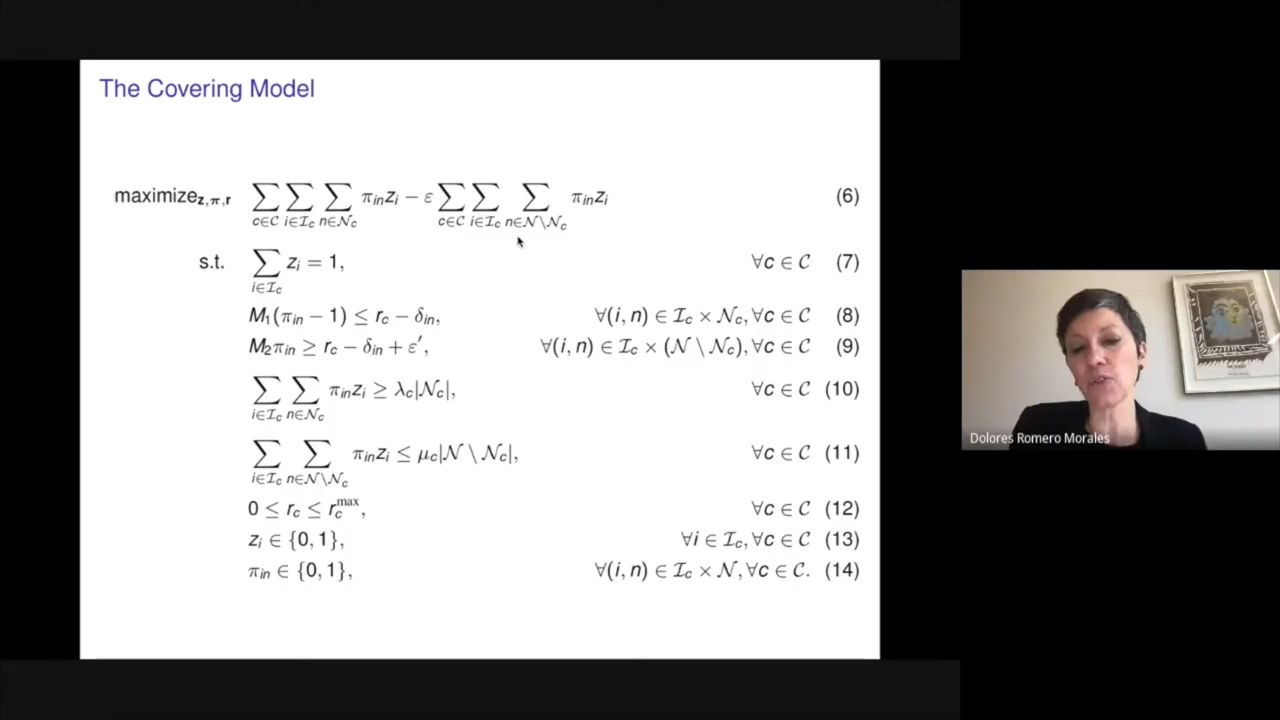 The Covering Model
maximize_{z,π,r} ∑_{c∈𝒞} ∑_{i∈ℐ_c} ∑_{n∈𝒩_c} π_{in} z_i − ε ∑_{c∈𝒞} ∑_{i∈ℐ_c} ∑_{n∈𝒩\𝒩_c} π_{in} z_i (6)
s.t. ∑_{i∈ℐ_c} z_i = 1, ∀c ∈ 𝒞 (7)
M_1(π_{in} − 1) ≤ r_c − δ_{in}, ∀(i, n) ∈ ℐ_c × 𝒩_c, ∀c ∈ 𝒞 (8)
M_2 π_{in} ≥ r_c − δ_{in} + ε′, ∀(i, n) ∈ ℐ_c × (𝒩 \ 𝒩_c), ∀c ∈ 𝒞 (9)
∑_{i∈ℐ_c} ∑_{n∈𝒩_c} π_{in} z_i ≥ λ_c|𝒩_c|, ∀c ∈ 𝒞 (10)
∑_{i∈ℐ_c} ∑_{n∈𝒩\𝒩_c} π_{in} z_i ≤ μ_c|𝒩 \ 𝒩_c|, ∀c ∈ 𝒞 (11)
0 ≤ r_c ≤ r_c^{max}, ∀c ∈ 𝒞 (12)
z_i ∈ {0, 1}, ∀i ∈ ℐ_c, ∀c ∈ 𝒞 (13)
π_{in} ∈ {0, 1}, ∀(i, n) ∈ ℐ_c × 𝒩, ∀c ∈ 𝒞. (14)
Dolores Romero Morales